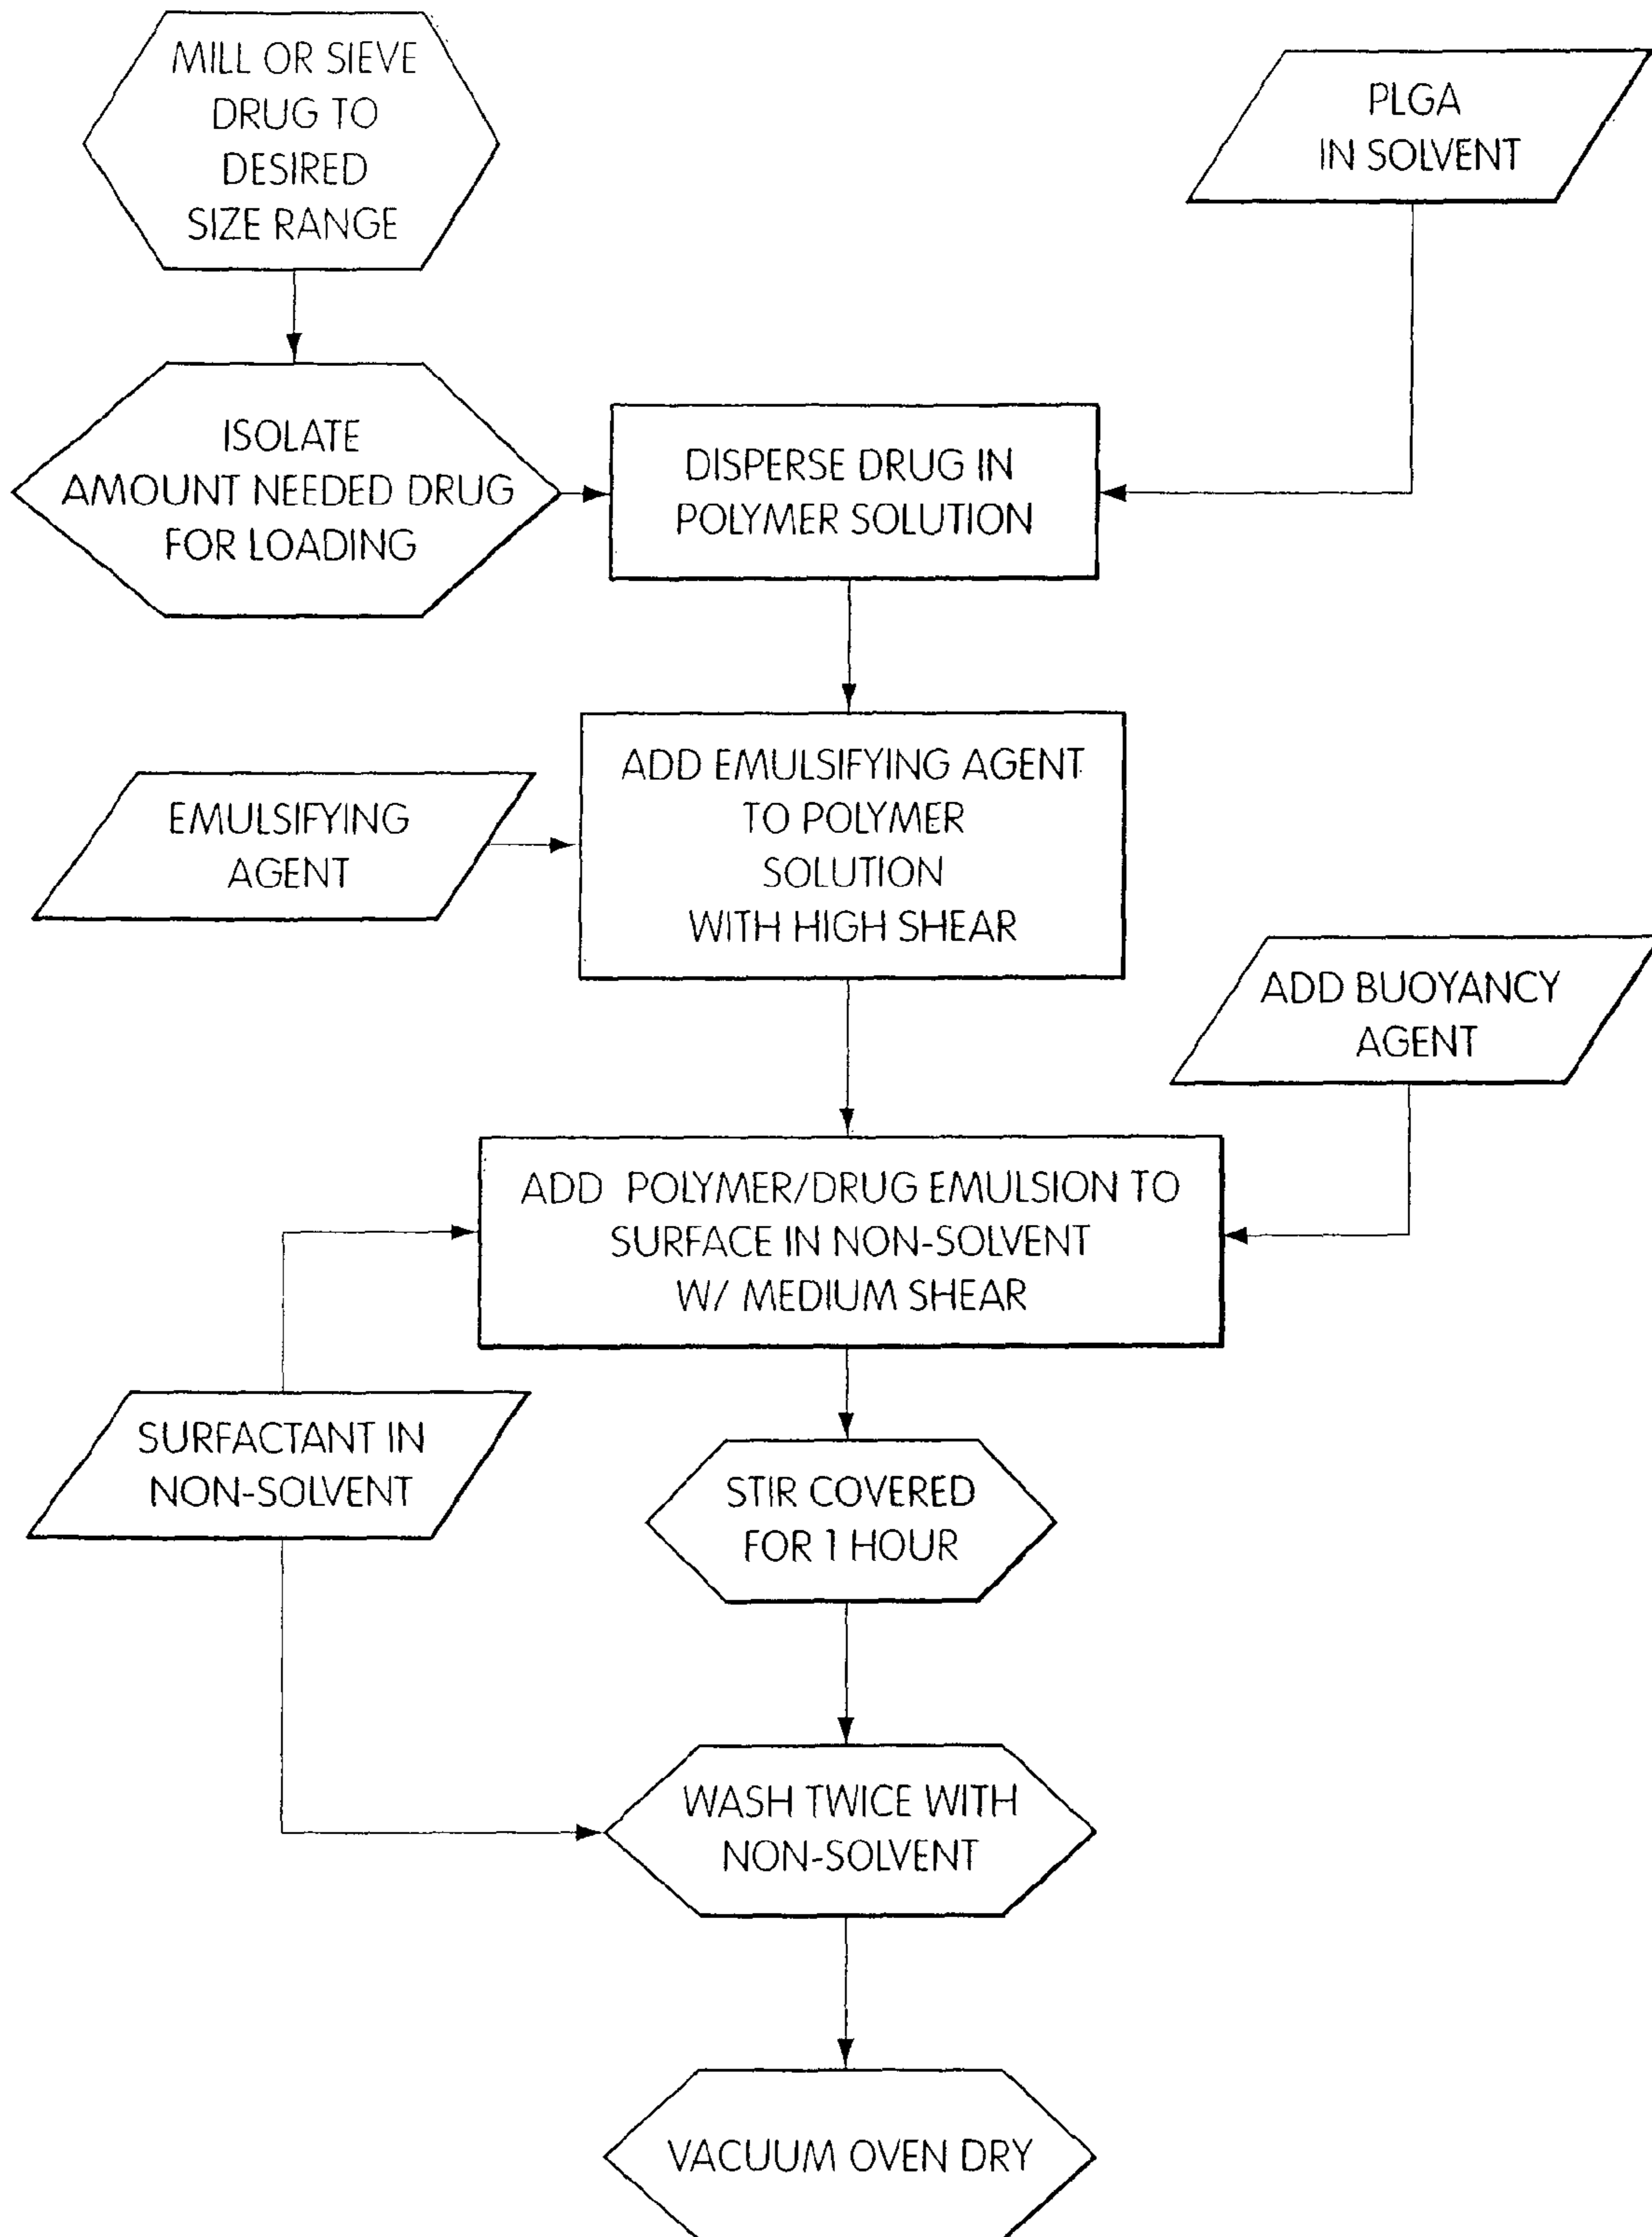 MILL OR SIEVE
DRUG TO
DESIRED
SIZE RANGE
PLGA
IN SOLVENT
ISOLATE
AMOUNT NEEDED DRUG
FOR LOADING
DISPERSE DRUG IN
POLYMER SOLUTION
EMULSIFYING
AGENT
ADD EMULSIFYING AGENT
TO POLYMER
SOLUTION
WITH HIGH SHEAR
ADD BUOYANCY
AGENT
ADD POLYMER/DRUG EMULSION TO
SURFACE IN NON-SOLVENT
W/ MEDIUM SHEAR
SURFACTANT IN
NON-SOLVENT
STIR COVERED
FOR 1 HOUR
WASH TWICE WITH
NON-SOLVENT
VACUUM OVEN DRY